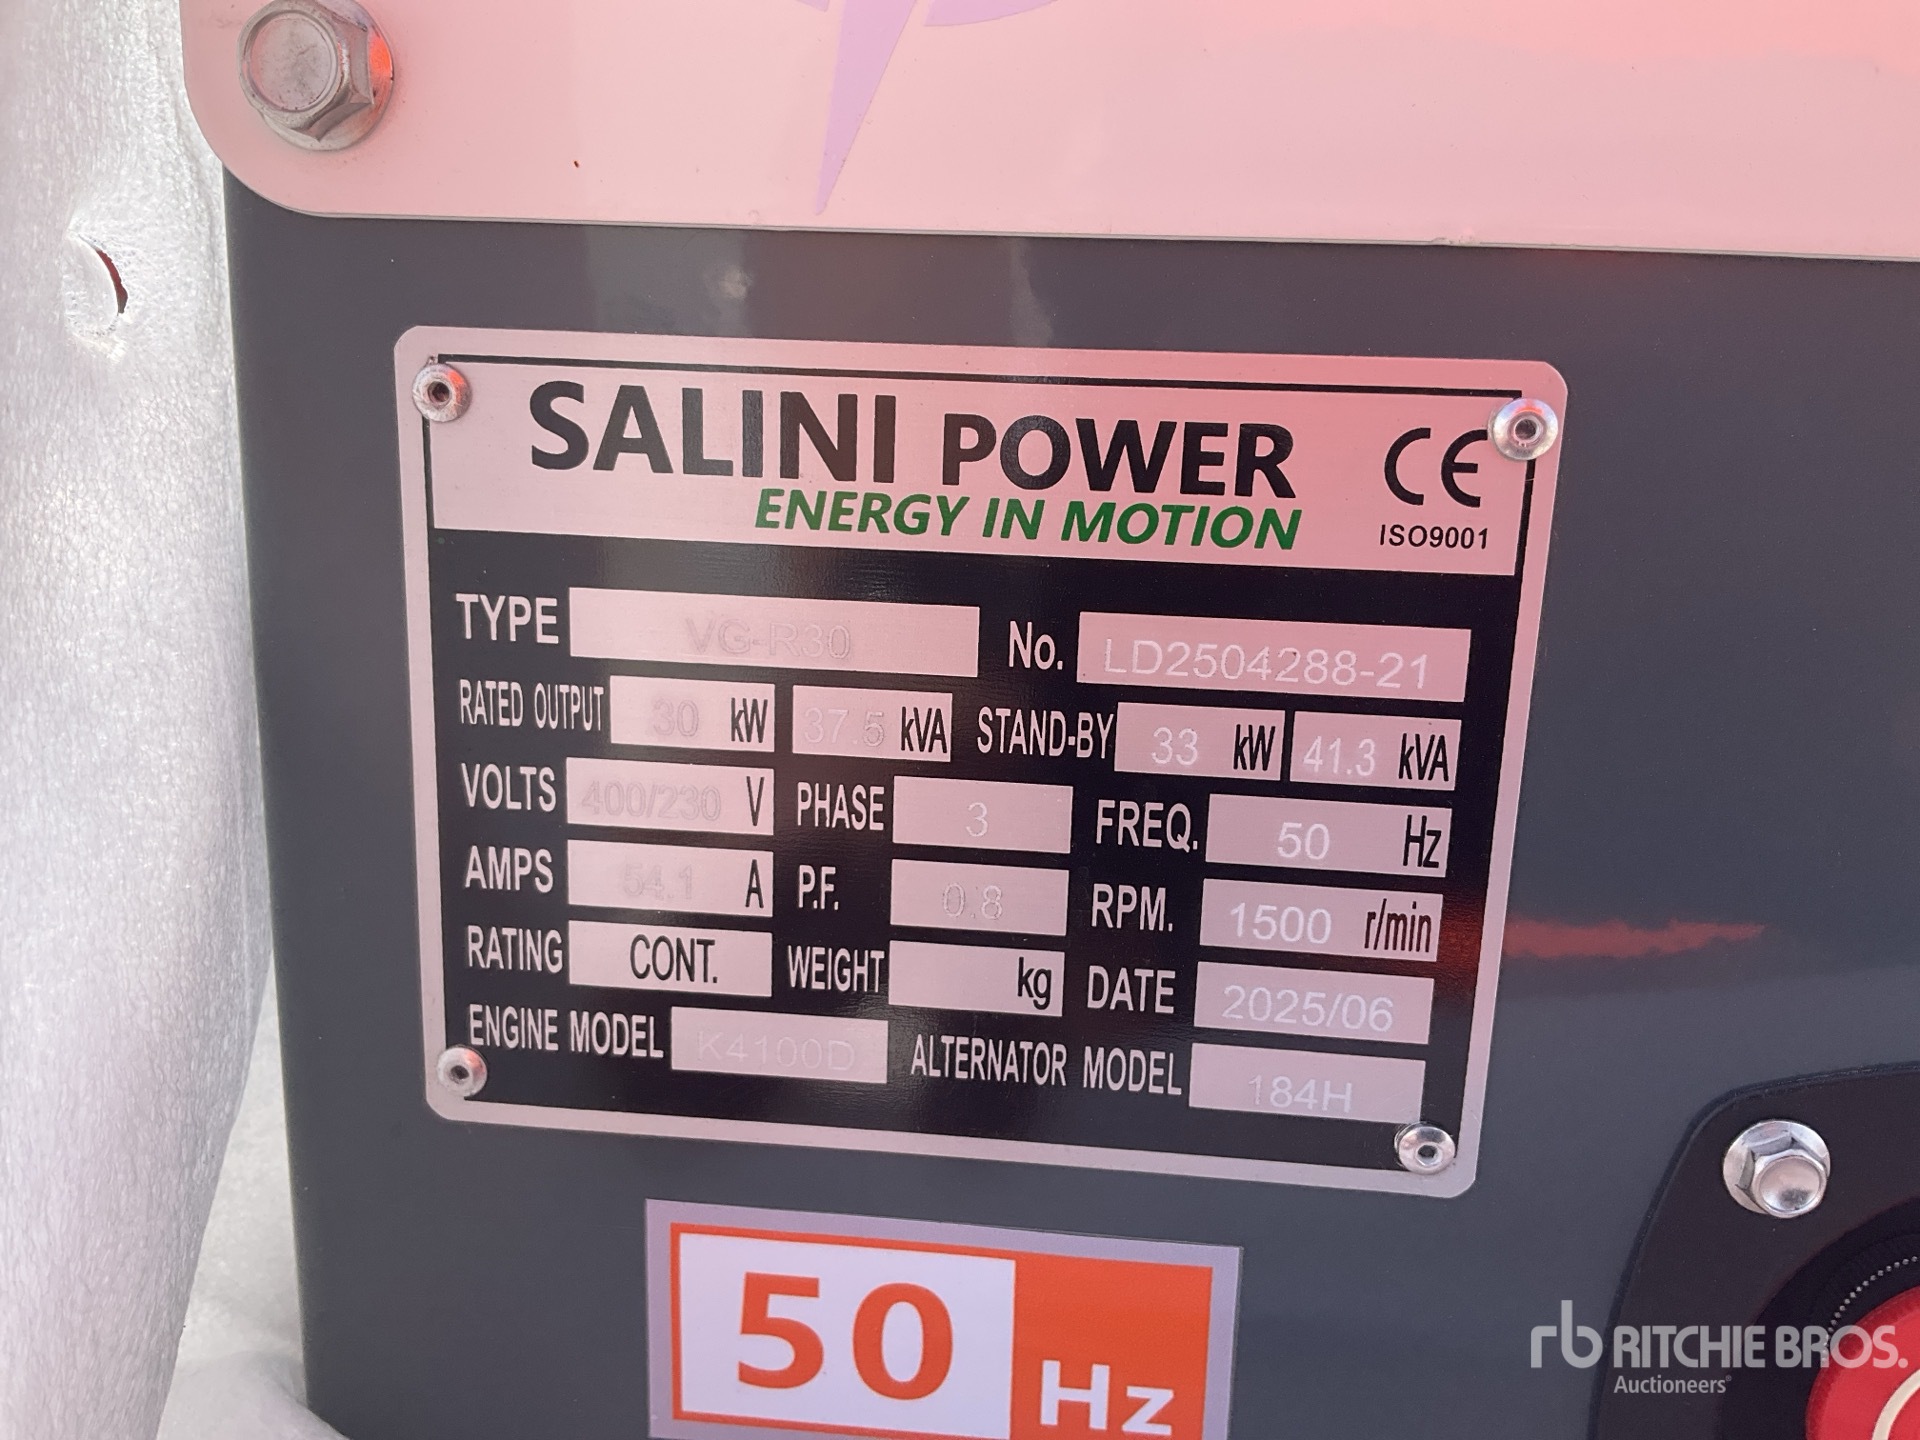 SALINI POWER
ENERGY IN MOTION
CE
ISO9001
TYPE VG-R30 No. LD2504288-21
RATED OUTPUT 30 kW 37.5 kVA STAND-BY 33 kW 41.3 kVA
VOLTS 400/230 V PHASE 3 FREQ. 50 Hz
AMPS 54.1 A P.F. 0.8 RPM. 1500 r/min
RATING CONT. WEIGHT kg DATE 2025/06
ENGINE MODEL K4100D ALTERNATOR MODEL 184H
50 Hz
rb RITCHIE BROS.
Auctioneers